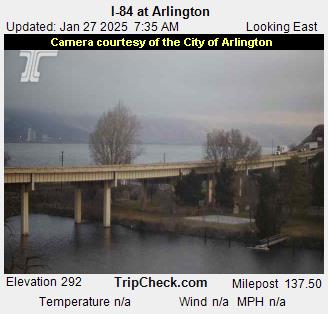 I-84 at Arlington
Updated: Jan 27 2025 7:35 AM Looking East
Camera courtesy of the City of Arlington
Elevation 292 TripCheck.com Milepost 137.50
Temperature n/a Wind n/a MPH n/a